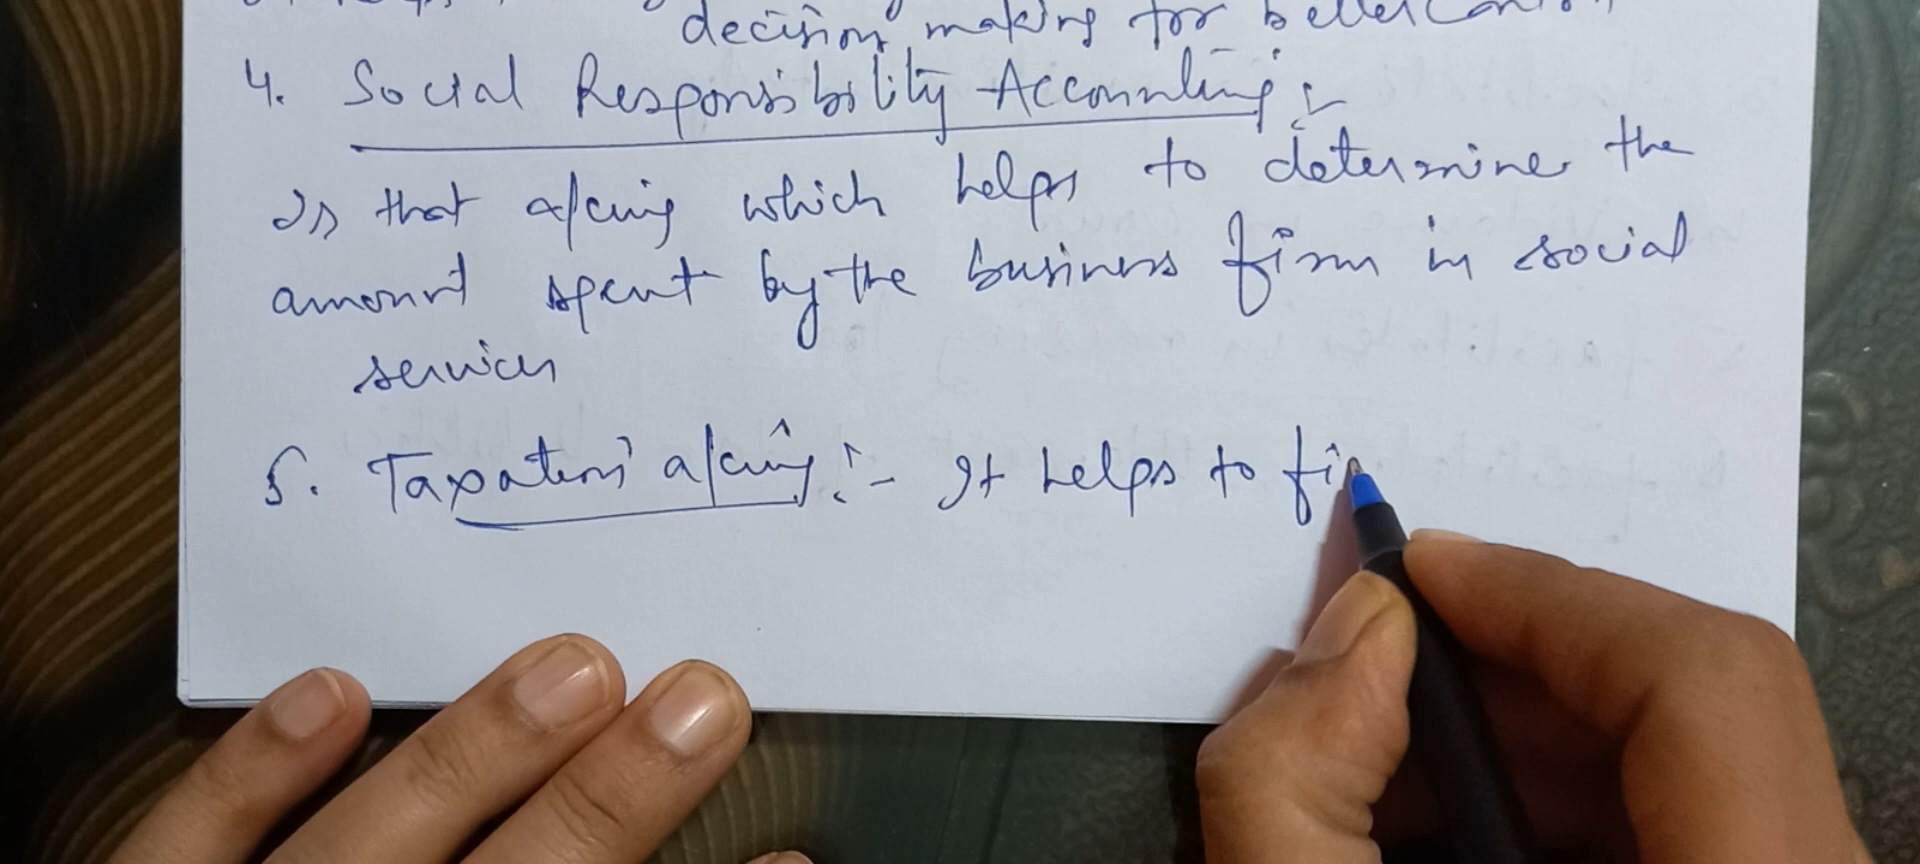 decision making for better
4. Social Responsibility Accounting :-
Is that a/cing which helps to determine the
amount spent by the business firm in social
services
5. Taxation a/cing :- It helps to fi